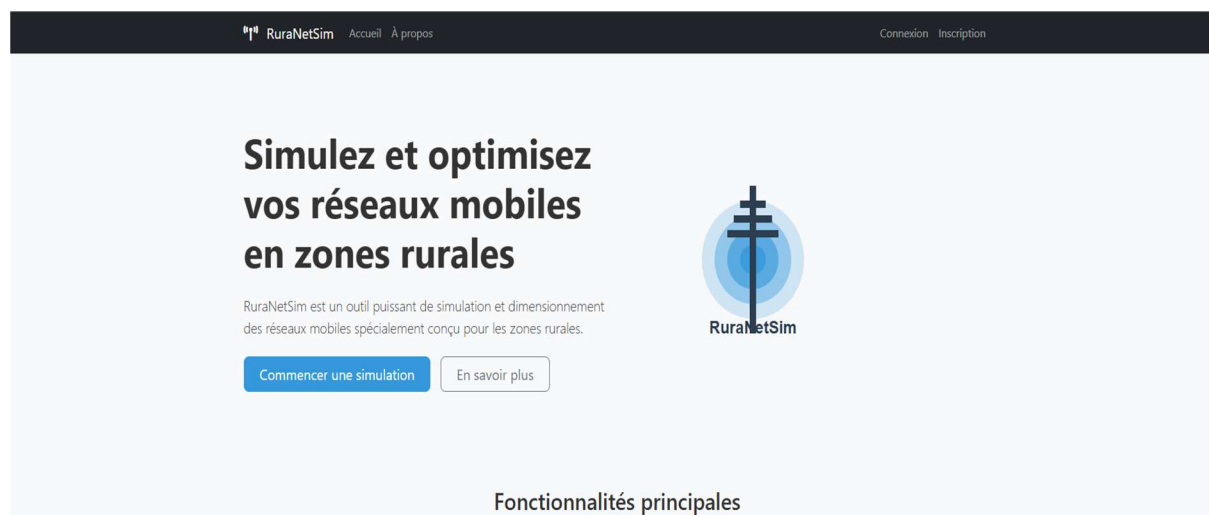 RuraNetSim Accueil À propos Connexion Inscription
Simulez et optimisez
vos réseaux mobiles
en zones rurales
RuraNetSim est un outil puissant de simulation et dimensionnement
des réseaux mobiles spécialement conçu pour les zones rurales.
Commencer une simulation En savoir plus
RuraNetSim
Fonctionnalités principales